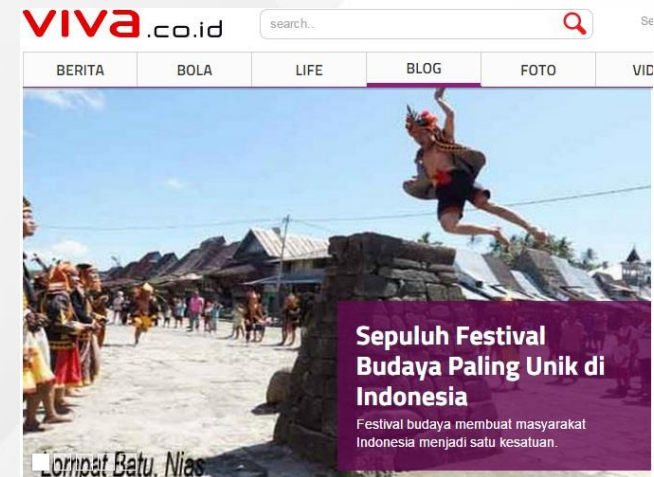 VIVA.co.id
search..
Se
BERITA BOLA LIFE BLOG FOTO VID
Sepuluh Festival
Budaya Paling Unik di
Indonesia
Festival budaya membuat masyarakat
Indonesia menjadi satu kesatuan.
Lompat Batu, Nias